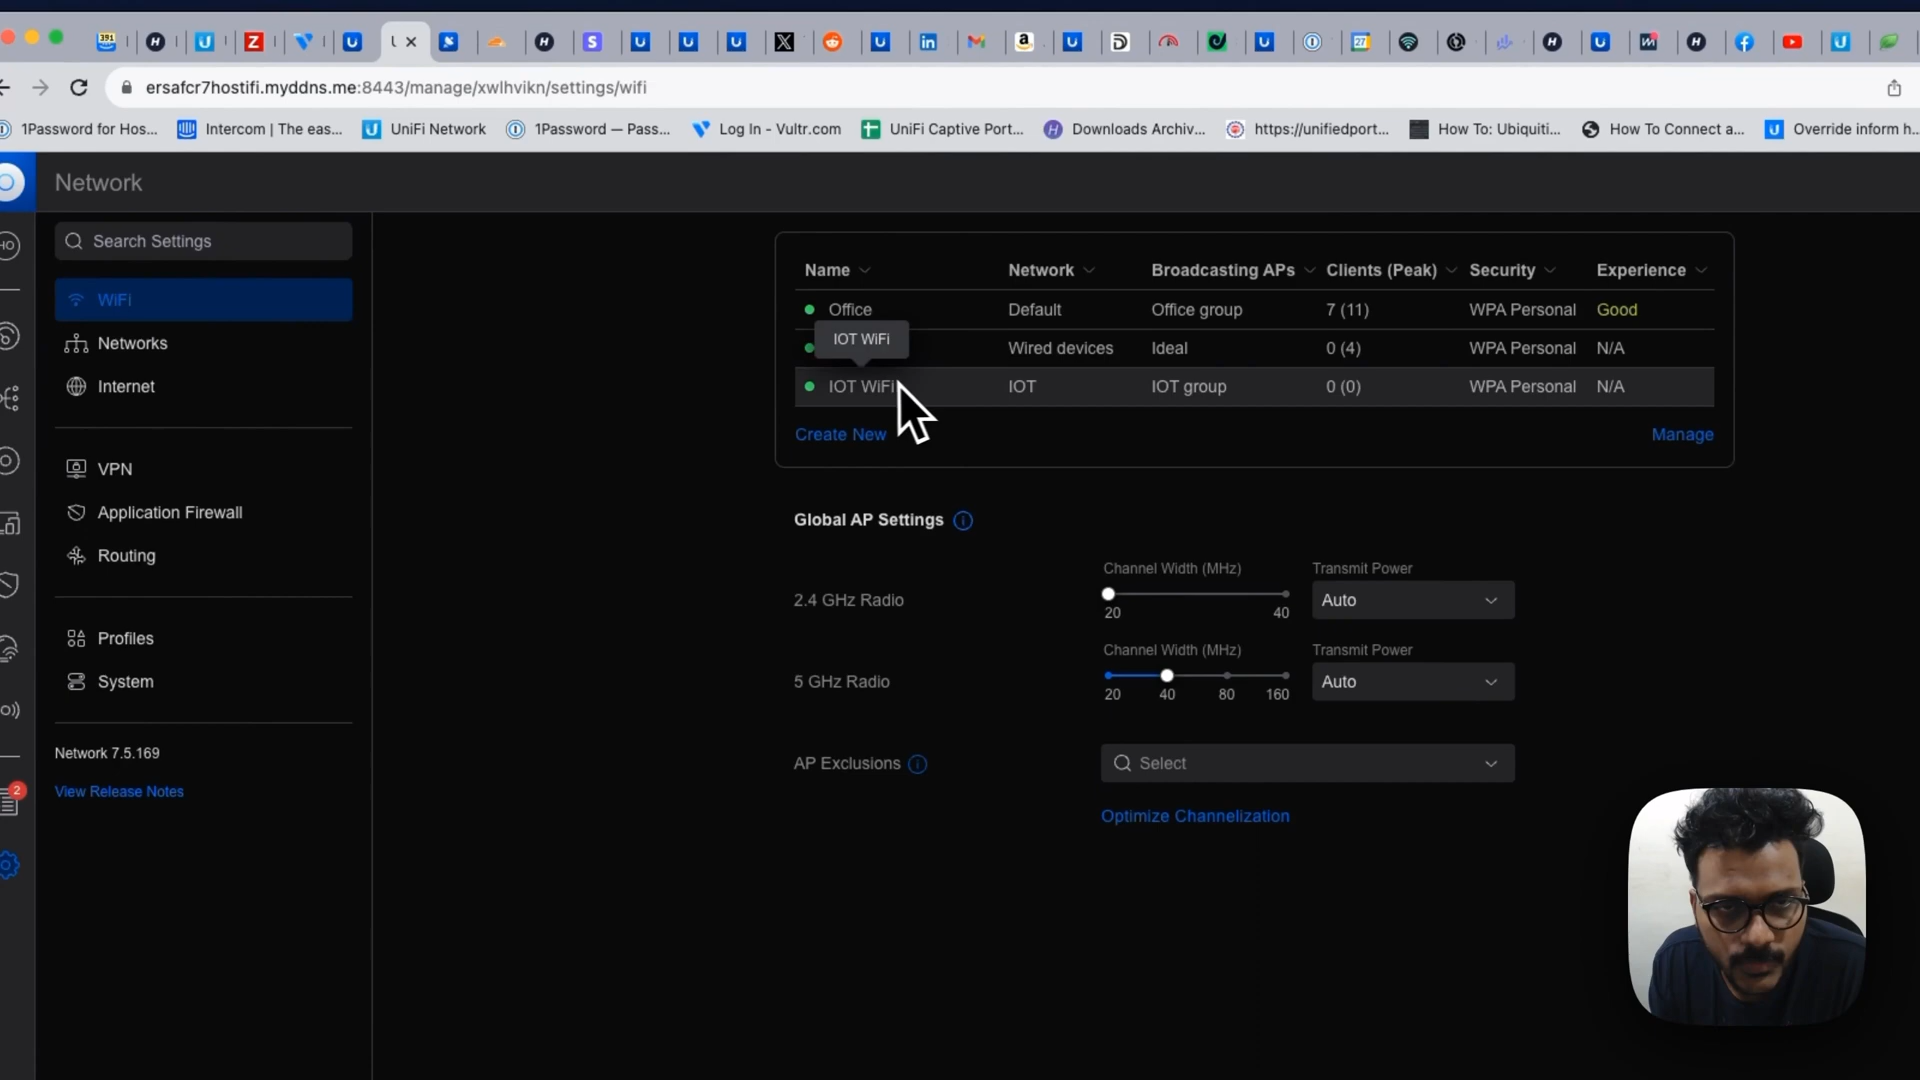 ersafcr7hostifi.myddns.me:8443/manage/xwlhvikn/settings/wifi
1Password for Hos...
Intercom | The eas...
UniFi Network
1Password — Pass...
Log In - Vultr.com
UniFi Captive Port...
Downloads Archiv...
https://unifiedport...
How To: Ubiquiti...
How To Connect a...
Override inform h...
Network
Search Settings
WiFi
Networks
Internet
VPN
Application Firewall
Routing
Profiles
System
Network 7.5.169
View Release Notes
2
Name Network Broadcasting APs Clients (Peak) Security Experience
Office Default Office group 7 (11) WPA Personal Good
IOT WiFi
Wired devices Ideal 0 (4) WPA Personal N/A
IOT WiFi IOT IOT group 0 (0) WPA Personal N/A
Create New Manage
Global AP Settings
Channel Width (MHz) Transmit Power
2.4 GHz Radio Auto
20 40
Channel Width (MHz) Transmit Power
5 GHz Radio Auto
20 40 80 160
AP Exclusions Select
Optimize Channelization